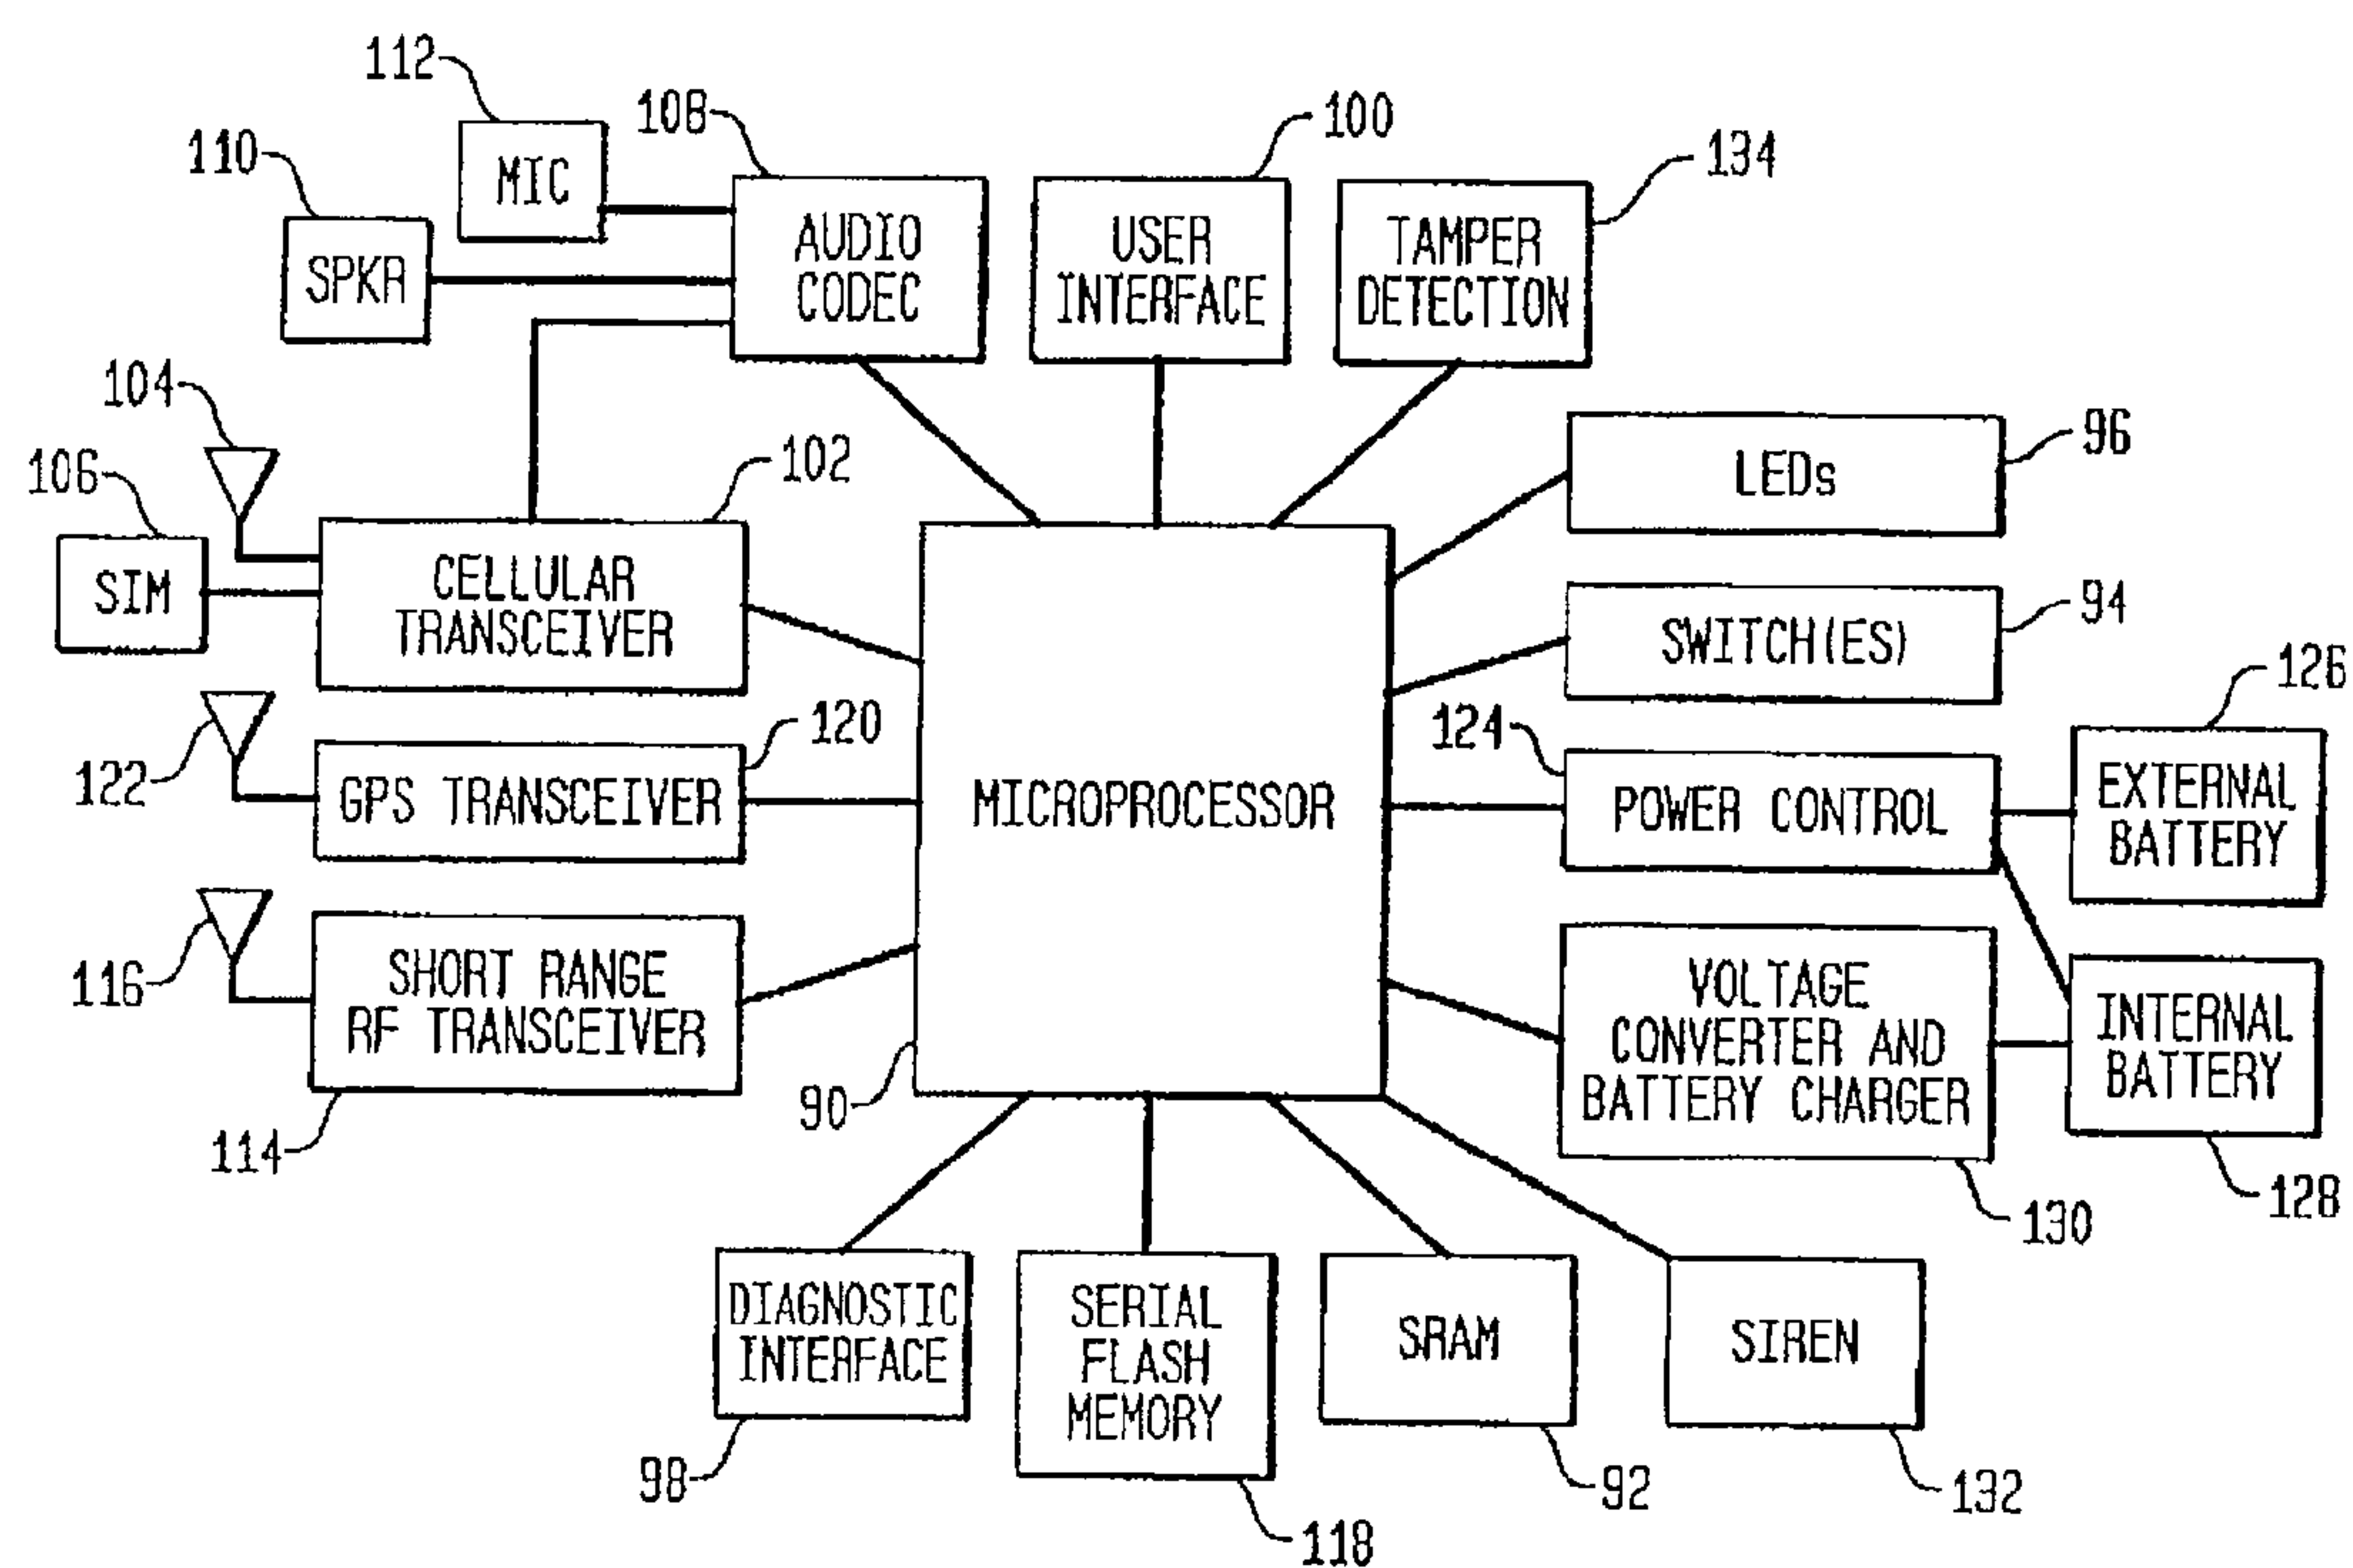 112
108
100
134
110
MIC
SPKR
AUDIO
CODEC
USER
INTERFACE
TAMPER
DETECTION
104
106
102
96
LEDs
SIM
CELLULAR
TRANSCEIVER
94
SWITCH(ES)
126
122
120
124
GPS TRANSCEIVER
MICROPROCESSOR
POWER CONTROL
EXTERNAL
BATTERY
116
SHORT RANGE
RF TRANSCEIVER
VOLTAGE
CONVERTER AND
BATTERY CHARGER
INTERNAL
BATTERY
114
90
130
128
DIAGNOSTIC
INTERFACE
SERIAL
FLASH
MEMORY
SRAM
SIREN
98
118
92
132